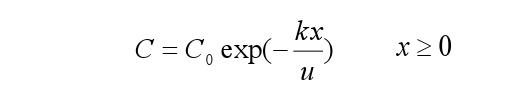 C = C₀ exp(−kx/u) x ≥ 0